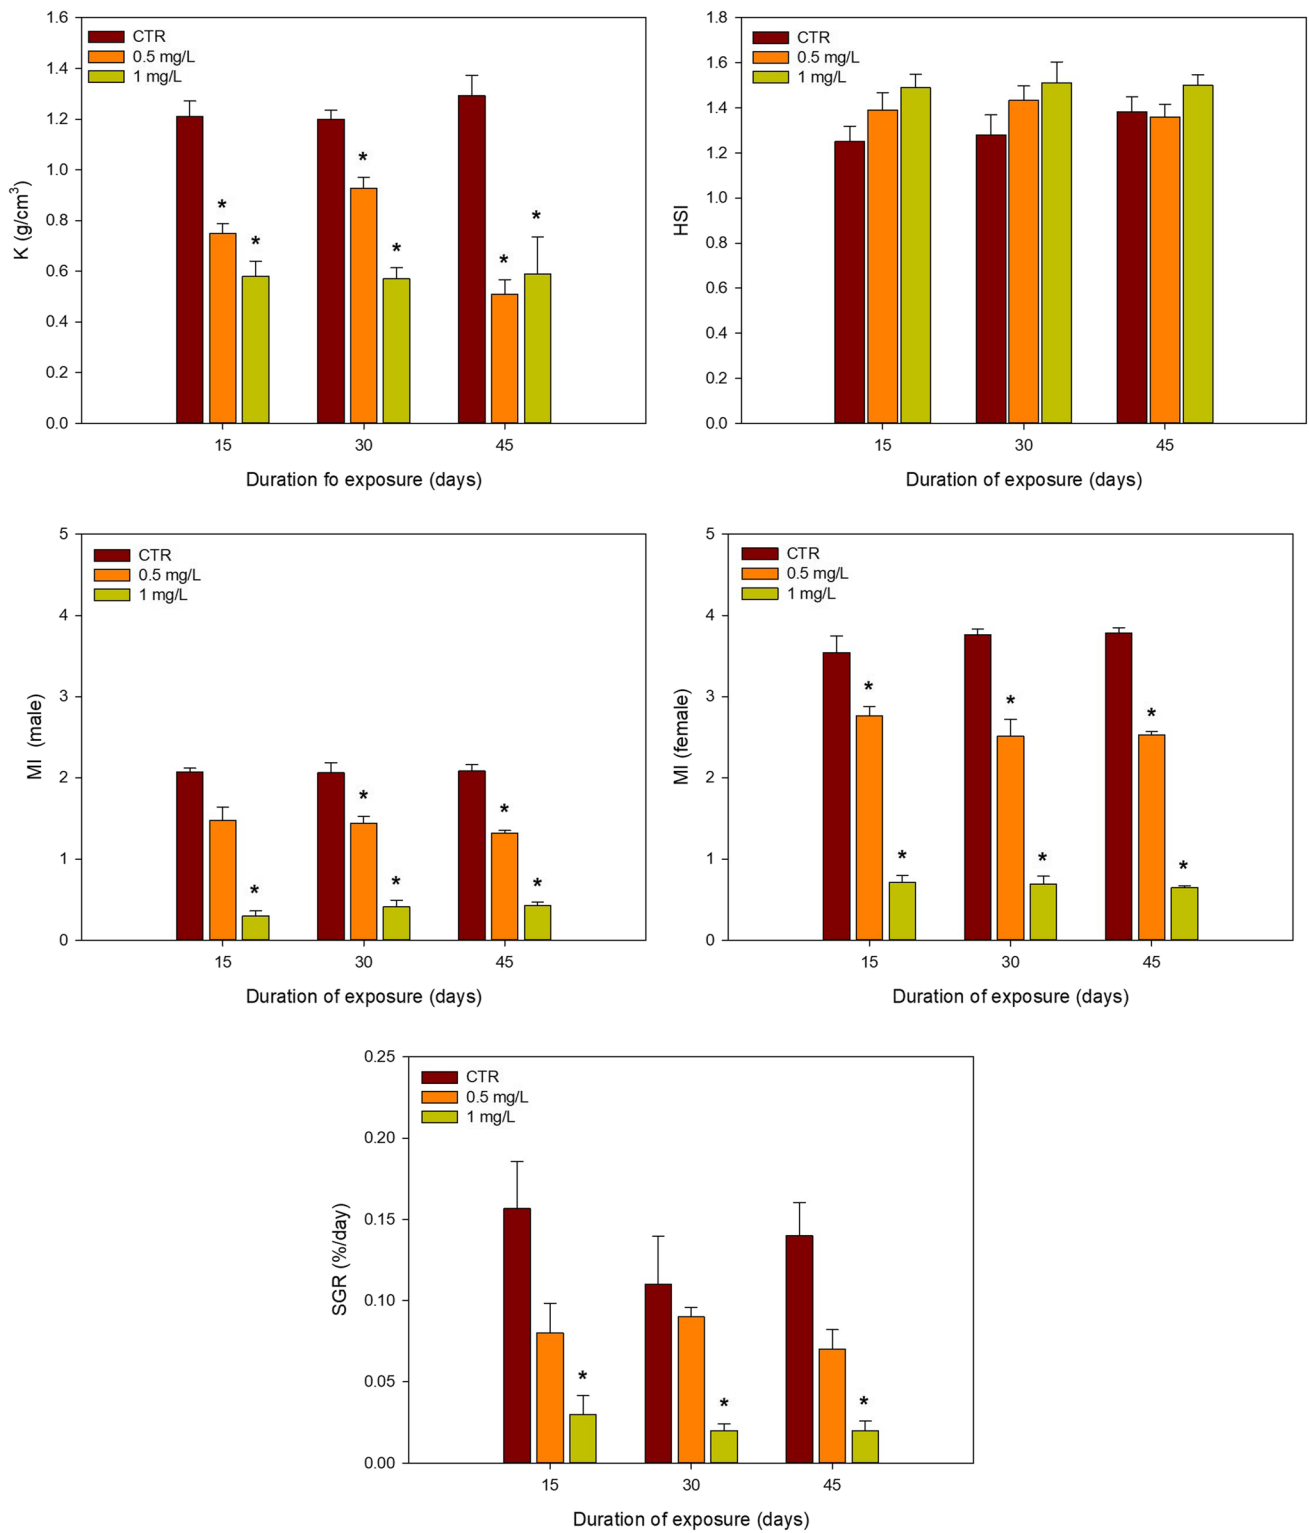 1.6
1.4
1.2
1.0
0.8
0.6
0.4
0.2
0.0
K (g/cm³)
CTR
0.5 mg/L
1 mg/L
*
*
*
*
*
*
15
30
45
Duration fo exposure (days)
1.8
1.6
1.4
1.2
1.0
0.8
0.6
0.4
0.2
0.0
HSI
CTR
0.5 mg/L
1 mg/L
15
30
45
Duration of exposure (days)
5
4
3
2
1
0
MI (male)
CTR
0.5 mg/L
1 mg/L
*
*
*
*
*
15
30
45
Duration of exposure (days)
5
4
3
2
1
0
MI (female)
CTR
0.5 mg/L
1 mg/L
*
*
*
*
*
*
15
30
45
Duration of exposure (days)
0.25
0.20
0.15
0.10
0.05
0.00
SGR (%/day)
CTR
0.5 mg/L
1 mg/L
*
*
*
15
30
45
Duration of exposure (days)